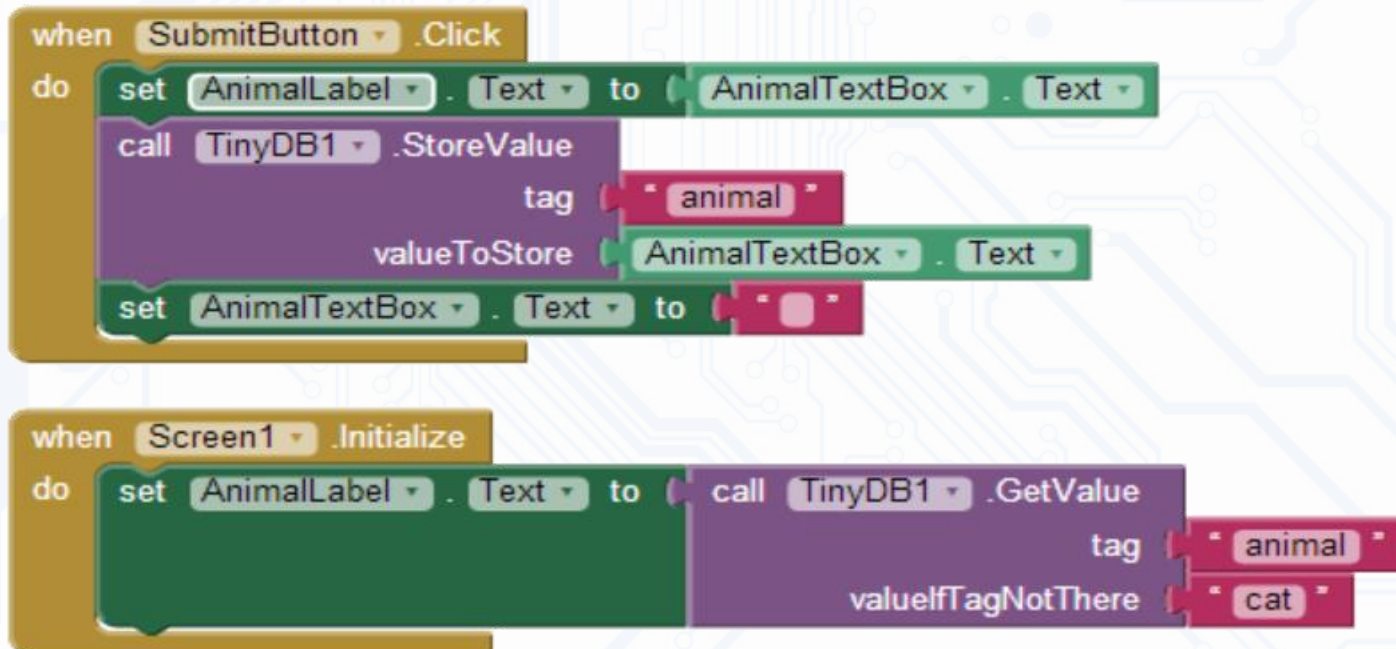 when SubmitButton .Click
do set AnimalLabel . Text to AnimalTextBox . Text
call TinyDB1 .StoreValue
tag " animal "
valueToStore AnimalTextBox . Text
set AnimalTextBox . Text to " "
when Screen1 .Initialize
do set AnimalLabel . Text to call TinyDB1 .GetValue
tag " animal "
valueIfTagNotThere " cat "